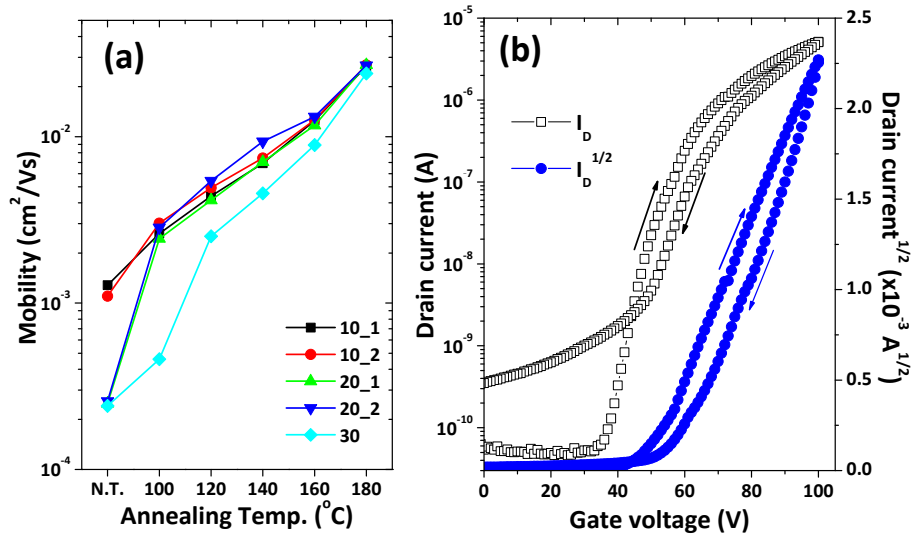 (a)
10⁻²
10⁻³
10⁻⁴
Mobility (cm²/Vs)
10_1
10_2
20_1
20_2
30
N.T. 100 120 140 160 180
Annealing Temp. (°C)
(b)
10⁻⁵
10⁻⁶
10⁻⁷
10⁻⁸
10⁻⁹
10⁻¹⁰
Drain current (A)
I_D
I_D^1/2
2.5
2.0
1.5
1.0
0.5
0.0
Drain current^1/2 (x10⁻³ A^1/2)
0 20 40 60 80 100
Gate voltage (V)